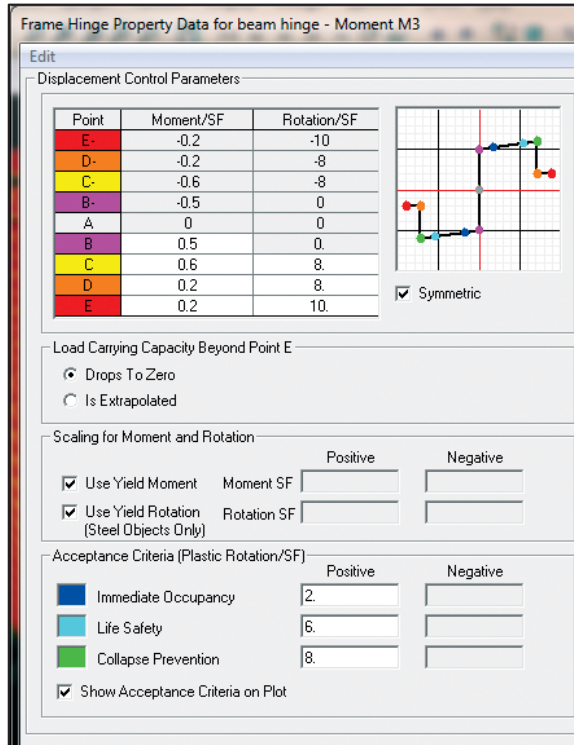 Frame Hinge Property Data for beam hinge - Moment M3
Edit
Displacement Control Parameters
Point Moment/SF Rotation/SF
E- -0.2 -10
D- -0.2 -8
C- -0.6 -8
B- -0.5 0
A 0 0
B 0.5 0.
C 0.6 8.
D 0.2 8.
E 0.2 10.
Symmetric
Load Carrying Capacity Beyond Point E
Drops To Zero
Is Extrapolated
Scaling for Moment and Rotation
Positive Negative
Use Yield Moment Moment SF
Use Yield Rotation Rotation SF
(Steel Objects Only)
Acceptance Criteria (Plastic Rotation/SF)
Positive Negative
Immediate Occupancy 2.
Life Safety 6.
Collapse Prevention 8.
Show Acceptance Criteria on Plot